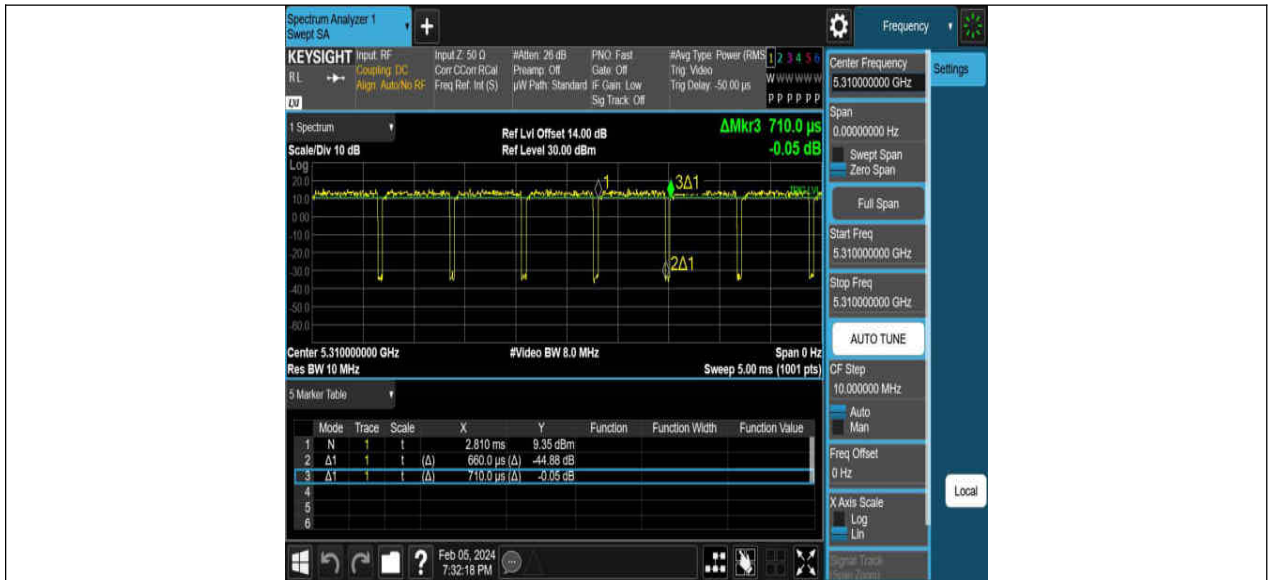 Spectrum Analyzer 1
Swept SA
+
Frequency
KEYSIGHT
RL
LXI
Input: RF
Coupling: DC
Align: Auto/No RF
Input Z: 50 Ω
Corr CCorr RCal
Freq Ref: Int (S)
#Atten: 26 dB
Preamp: Off
µW Path: Standard
PNO: Fast
Gate: Off
IF Gain: Low
Sig Track: Off
#Avg Type: Power (RMS
Trig: Video
Trig Delay: -50.00 µs
1 2 3 4 5 6
W W W W W W
P P P P P P
Center Frequency
5.310000000 GHz
Settings
1 Spectrum
Ref Lvl Offset 14.00 dB
ΔMkr3 710.0 µs
Scale/Div 10 dB
Ref Level 30.00 dBm
-0.05 dB
Log
20.0
10.0
0.00
-10.0
-20.0
-30.0
-40.0
-50.0
-60.0
1
3Δ1
TRIG LVL
2Δ1
Center 5.310000000 GHz
#Video BW 8.0 MHz
Span 0 Hz
Res BW 10 MHz
Sweep 5.00 ms (1001 pts)
Span
0.00000000 Hz
Swept Span
Zero Span
Full Span
Start Freq
5.310000000 GHz
Stop Freq
5.310000000 GHz
AUTO TUNE
CF Step
10.000000 MHz
Auto
Man
Freq Offset
0 Hz
X Axis Scale
Log
Lin
Signal Track
(Span Zoom)
Local
5 Marker Table
Mode Trace Scale X Y Function Function Width Function Value
1 N 1 t 2.810 ms 9.35 dBm
2 Δ1 1 t (Δ) 660.0 µs (Δ) -44.88 dB
3 Δ1 1 t (Δ) 710.0 µs (Δ) -0.05 dB
4
5
6
?
Feb 05, 2024
7:32:18 PM